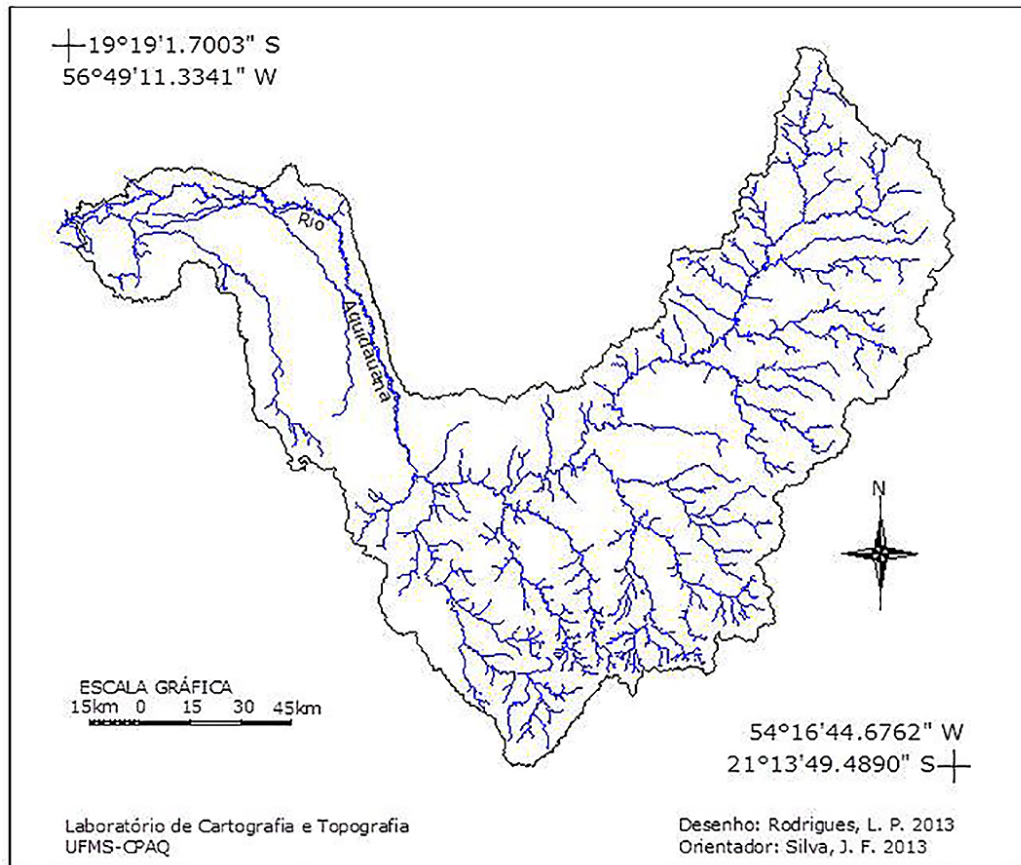 19°19'1.7003" S
56°49'11.3341" W
Rio
Aquidauana
N
ESCALA GRÁFICA
15km 0 15 30 45km
54°16'44.6762" W
21°13'49.4890" S
Laboratório de Cartografia e Topografia
UFMS-CPAQ
Desenho: Rodrigues, L. P. 2013
Orientador: Silva, J. F. 2013